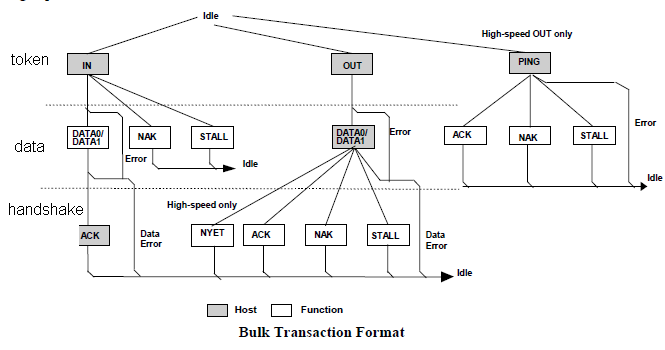 Idle
High-speed OUT only
token
IN
OUT
PING
Error
data
DATA0/
DATA1
NAK
STALL
Error
Idle
DATA0/
DATA1
Error
ACK
NAK
STALL
Idle
handshake
High-speed only
ACK
Data
Error
NYET
ACK
NAK
STALL
Data
Error
Idle
Host
Function
Bulk Transaction Format